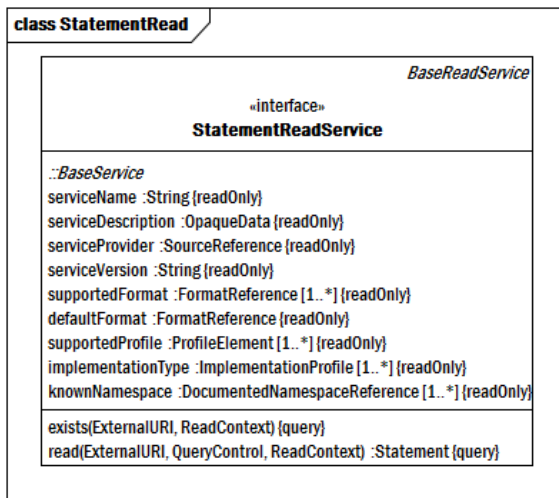 class StatementRead
BaseReadService
«interface»
StatementReadService
::BaseService
serviceName :String {readOnly}
serviceDescription :OpaqueData {readOnly}
serviceProvider :SourceReference {readOnly}
serviceVersion :String {readOnly}
supportedFormat :FormatReference [1..*] {readOnly}
defaultFormat :FormatReference {readOnly}
supportedProfile :ProfileElement [1..*] {readOnly}
implementationType :ImplementationProfile [1..*] {readOnly}
knownNamespace :DocumentedNamespaceReference [1..*] {readOnly}
exists(ExternalURI, ReadContext) {query}
read(ExternalURI, QueryControl, ReadContext) :Statement {query}